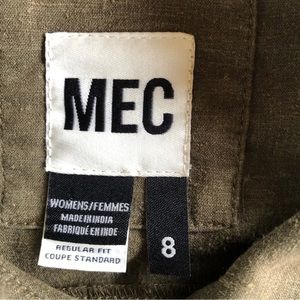 MEC
WOMENS/FEMMES
MADE IN INDIA
FABRIQUÉ EN INDE
REGULAR FIT
COUPE STANDARD
8